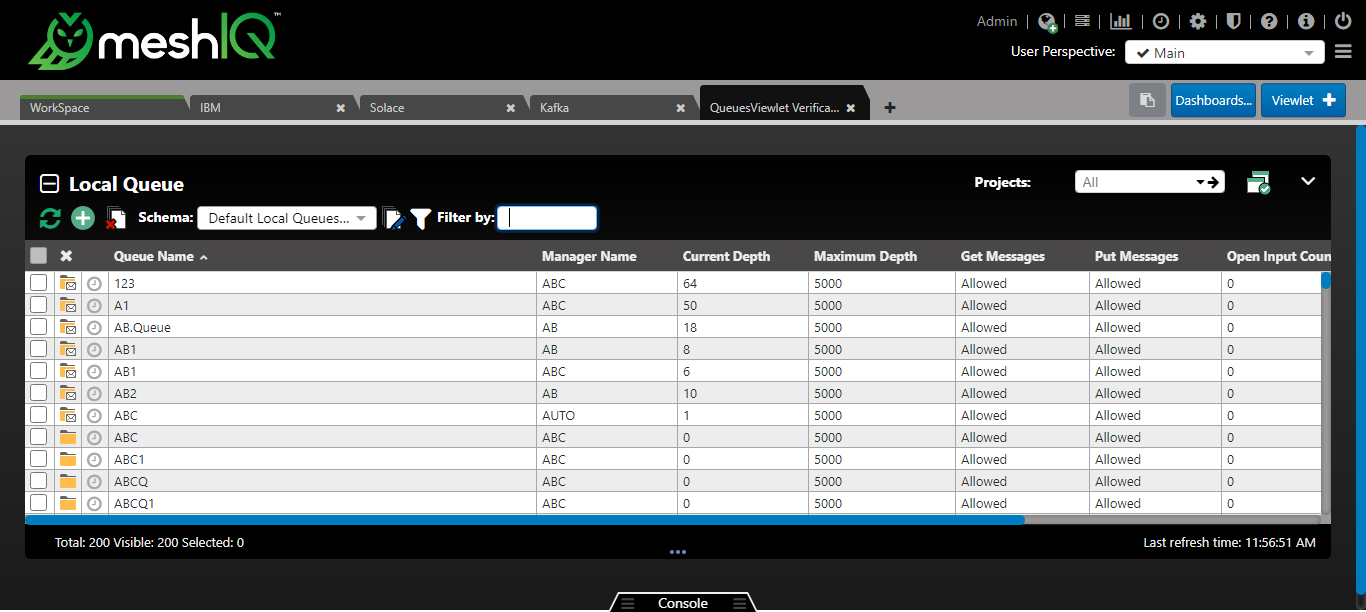 meshIQ™
Admin
User Perspective: Main
WorkSpace IBM Solace Kafka QueuesViewlet Verifica...
Dashboards... Viewlet
Local Queue Projects: All
Schema: Default Local Queues... Filter by:
Queue Name Manager Name Current Depth Maximum Depth Get Messages Put Messages Open Input Coun
123 ABC 64 5000 Allowed Allowed 0
A1 ABC 50 5000 Allowed Allowed 0
AB.Queue AB 18 5000 Allowed Allowed 0
AB1 AB 8 5000 Allowed Allowed 0
AB1 ABC 6 5000 Allowed Allowed 0
AB2 AB 10 5000 Allowed Allowed 0
ABC AUTO 1 5000 Allowed Allowed 0
ABC ABC 0 5000 Allowed Allowed 0
ABC1 ABC 0 5000 Allowed Allowed 0
ABCQ ABC 0 5000 Allowed Allowed 0
ABCQ1 ABC 0 5000 Allowed Allowed 0
Total: 200 Visible: 200 Selected: 0 Last refresh time: 11:56:51 AM
Console